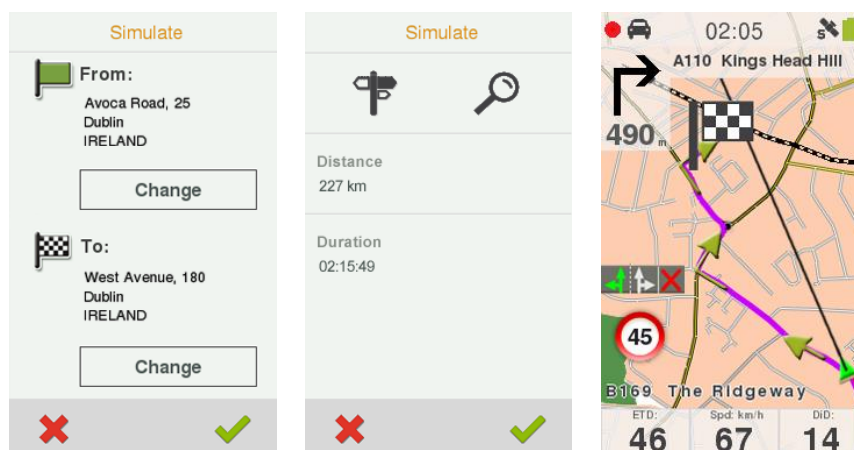 Simulate
From:
Avoca Road, 25
Dublin
IRELAND
Change
To:
West Avenue, 180
Dublin
IRELAND
Change
Simulate
Distance
227 km
Duration
02:15:49
02:05
S
A110 Kings Head Hill
490 m
45
B169 The Ridgeway
ETD: Spd: km/h DiD:
46 67 14